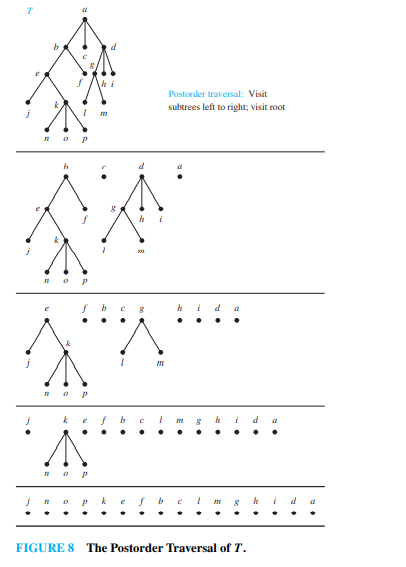 T
a
b
c
d
e
g
f
h i
j
k
l
m
n o p
Postorder traversal: Visit
subtrees left to right; visit root
b c d a
e f g h i
j k l m
n o p
e f b c g h i d a
k
j l m
n o p
j k e f b c l m g h i d a
n o p
j n o p k e f b c l m g h i d a
FIGURE 8 The Postorder Traversal of T.